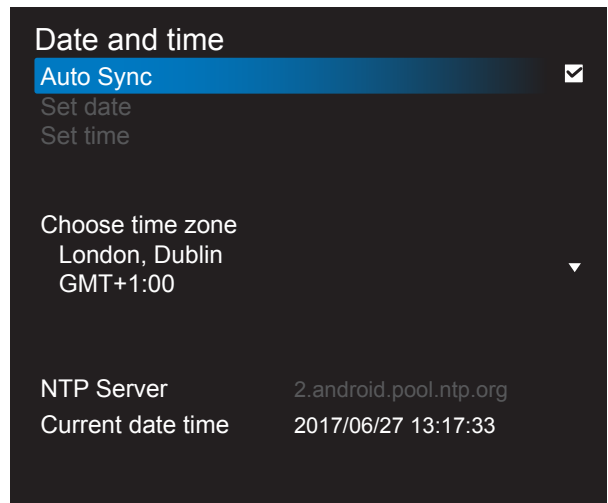 Date and time
Auto Sync
Set date
Set time
Choose time zone
London, Dublin
GMT+1:00
NTP Server 2.android.pool.ntp.org
Current date time 2017/06/27 13:17:33